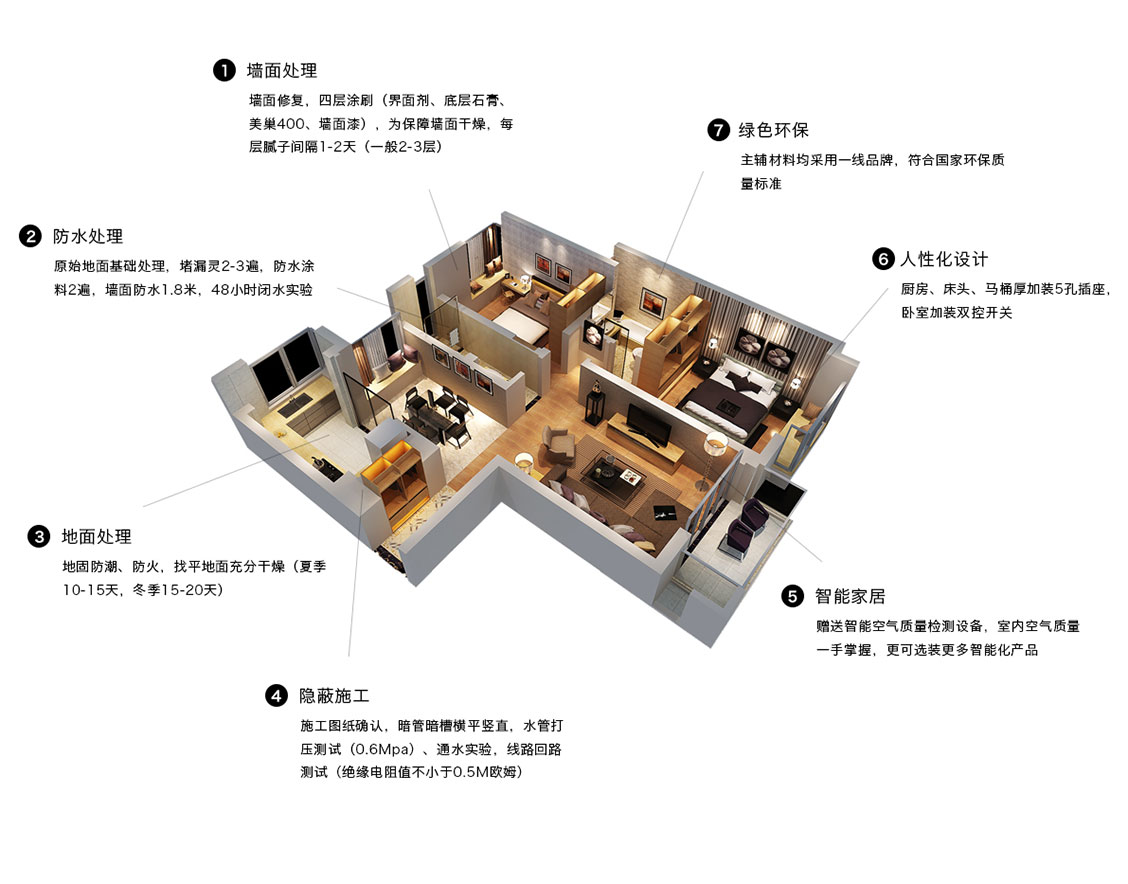 1 墙面处理
墙面修复，四层涂刷（界面剂、底层石膏、
美巢400、墙面漆），为保障墙面干燥，每
层腻子间隔1-2天（一般2-3层）
7 绿色环保
主辅材料均采用一线品牌，符合国家环保质
量标准
2 防水处理
原始地面基础处理，堵漏灵2-3遍，防水涂
料2遍，墙面防水1.8米，48小时闭水实验
6 人性化设计
厨房、床头、马桶厚加装5孔插座，
卧室加装双控开关
3 地面处理
地固防潮、防火，找平地面充分干燥（夏季
10-15天，冬季15-20天）
5 智能家居
赠送智能空气质量检测设备，室内空气质量
一手掌握，更可选装更多智能化产品
4 隐蔽施工
施工图纸确认，暗管暗槽横平竖直，水管打
压测试（0.6Mpa）、通水实验，线路回路
测试（绝缘电阻值不小于0.5M欧姆）